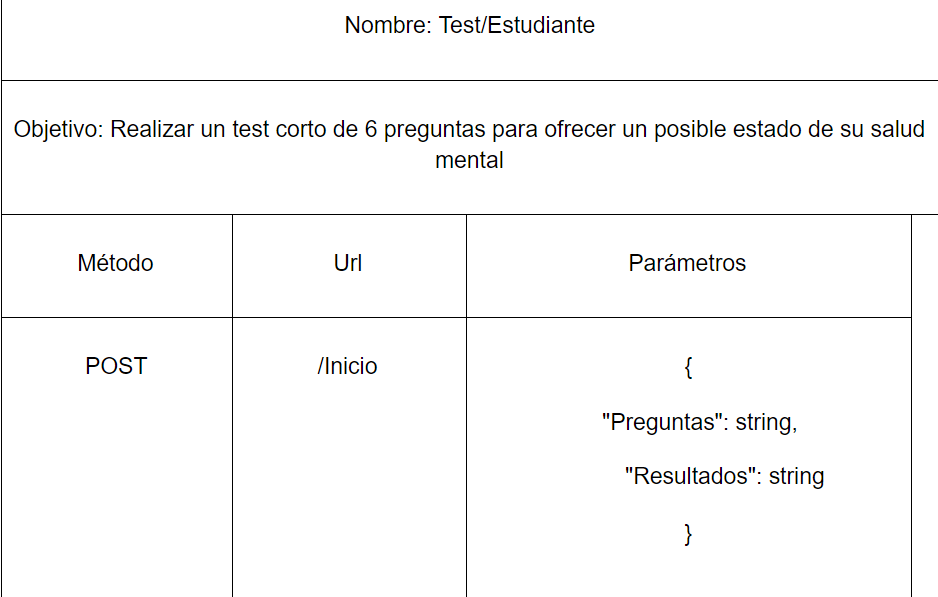 Nombre: Test/Estudiante
Objetivo: Realizar un test corto de 6 preguntas para ofrecer un posible estado de su salud
mental
Método
Url
Parámetros
POST
/Inicio
{
"Preguntas": string,
"Resultados": string
}